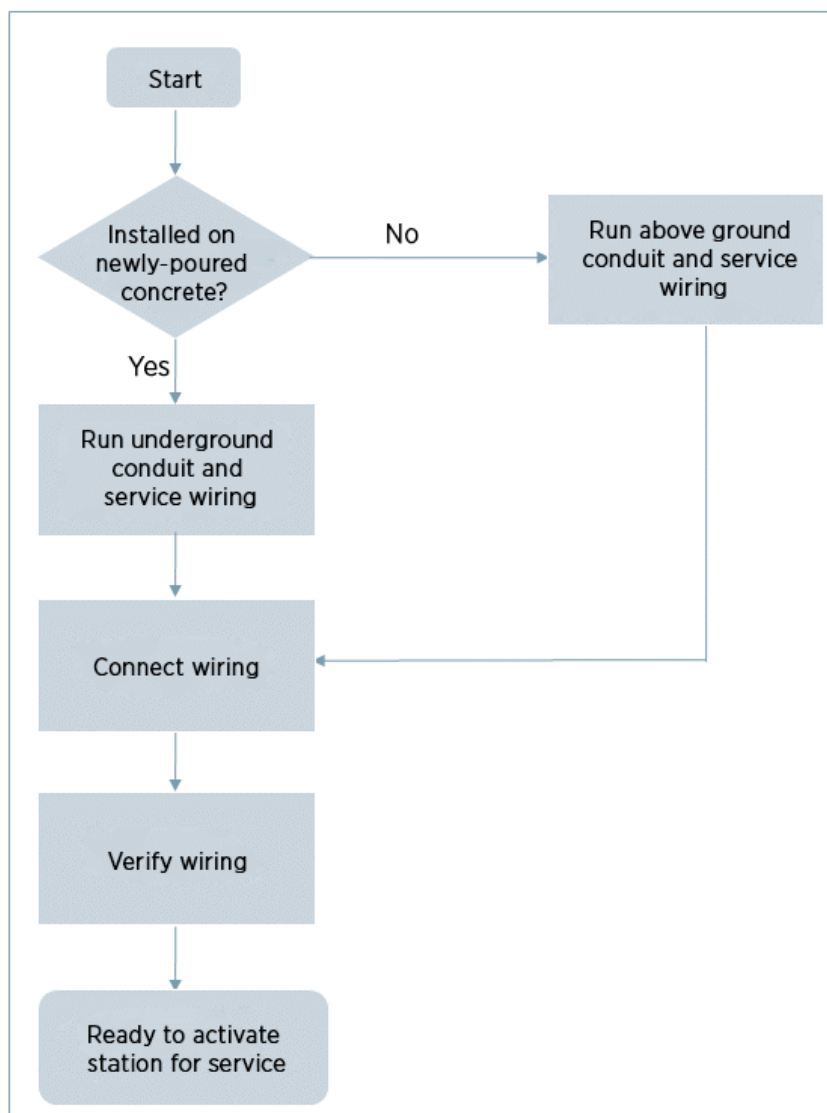 Start
Installed on
newly-poured
concrete?
No
Run above ground
conduit and service
wiring
Yes
Run underground
conduit and
service wiring
Connect wiring
Verify wiring
Ready to activate
station for service